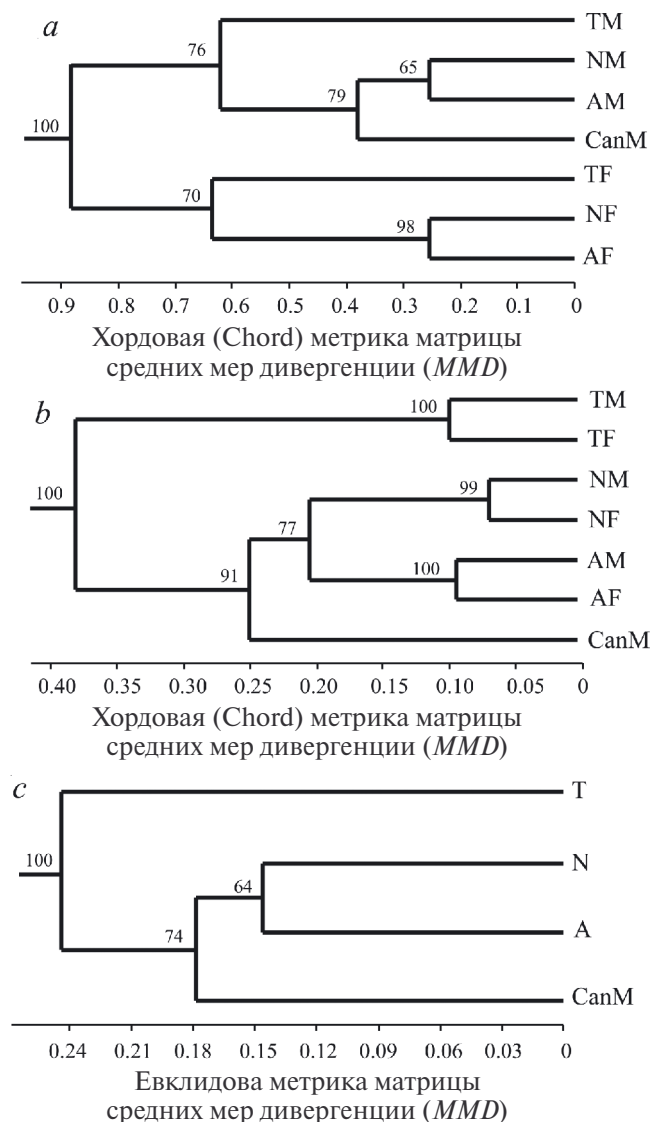 a
TM
76
NM
65
AM
79
100
CanM
TF
70
NF
98
AF
0.9 0.8 0.7 0.6 0.5 0.4 0.3 0.2 0.1 0
Хордовая (Chord) метрика матрицы
средних мер дивергенции (MMD)
b
TM
100
TF
NM
99
100
NF
77
AM
91
100
AF
CanM
0.40 0.35 0.30 0.25 0.20 0.15 0.10 0.05 0
Хордовая (Chord) метрика матрицы
средних мер дивергенции (MMD)
c
T
100
N
64
A
74
CanM
0.24 0.21 0.18 0.15 0.12 0.09 0.06 0.03 0
Евклидова метрика матрицы
средних мер дивергенции (MMD)